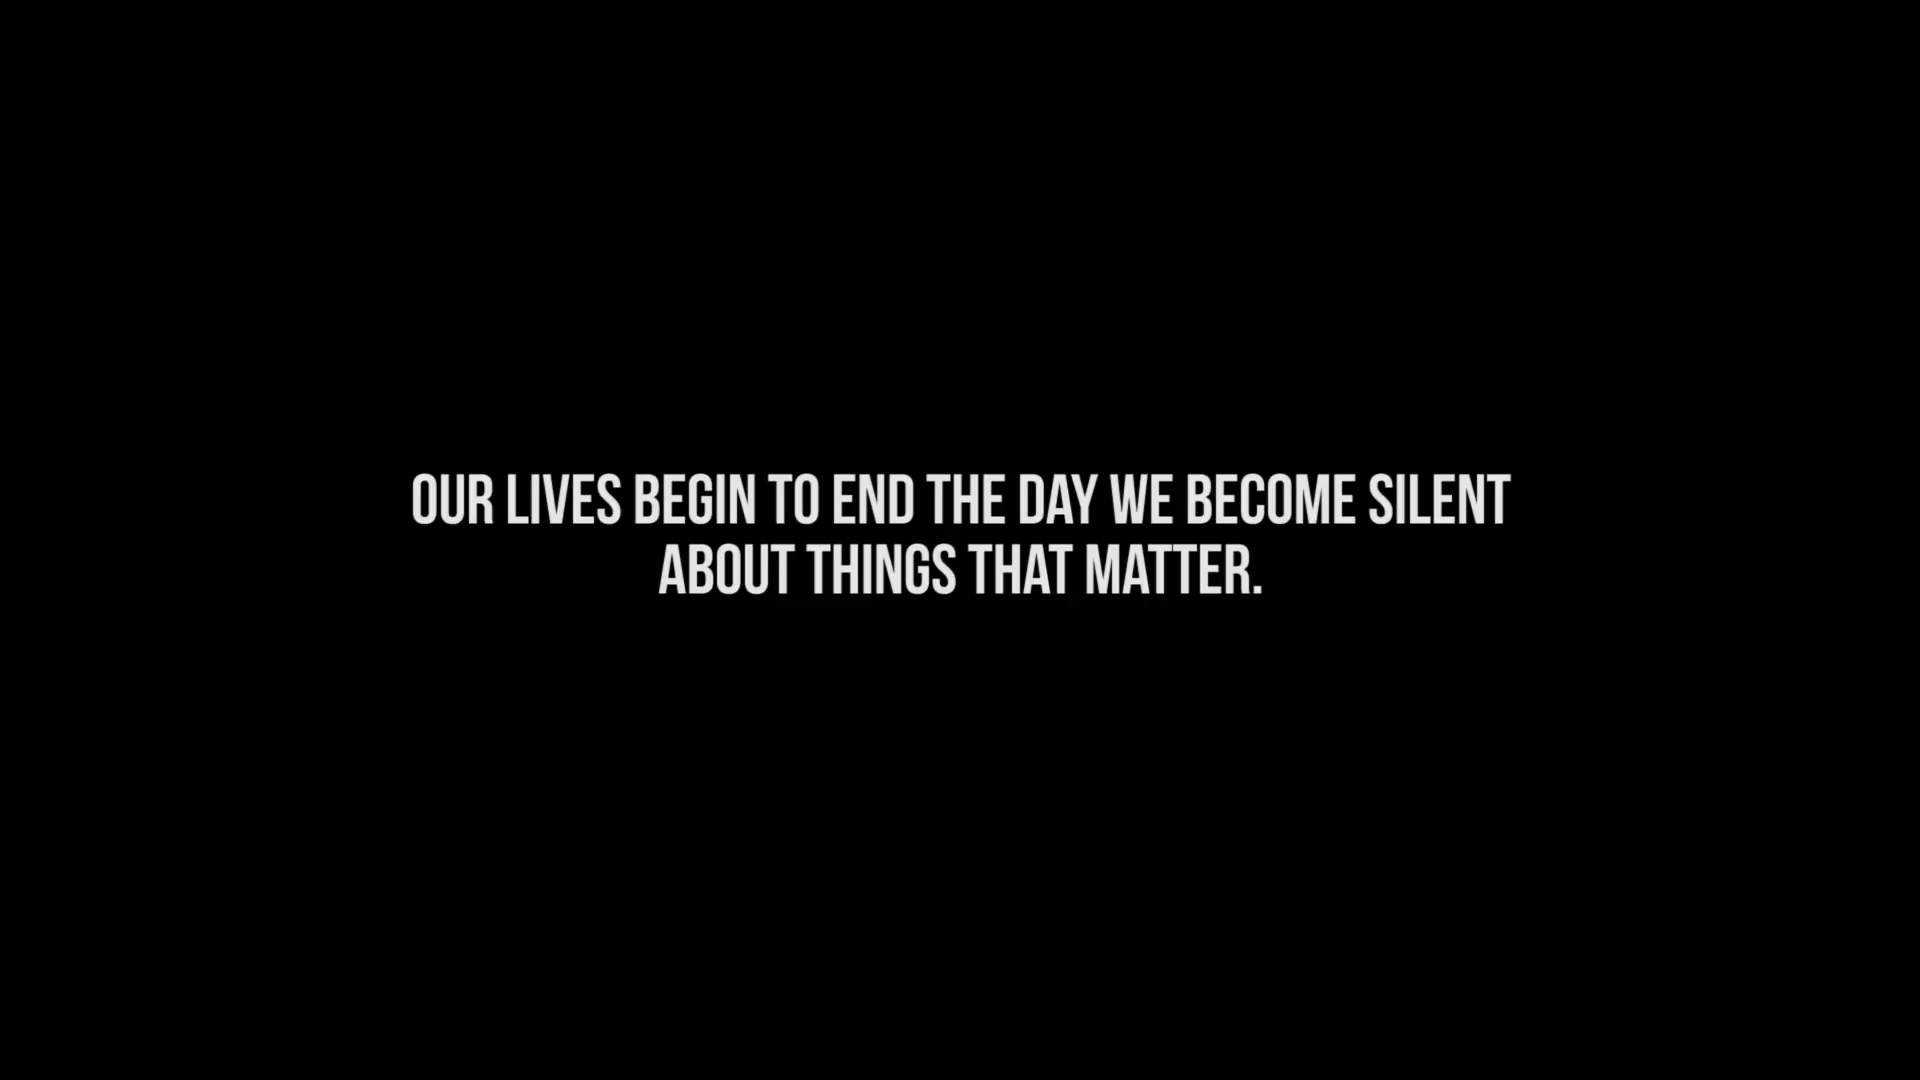 OUR LIVES BEGIN TO END THE DAY WE BECOME SILENT
ABOUT THINGS THAT MATTER.